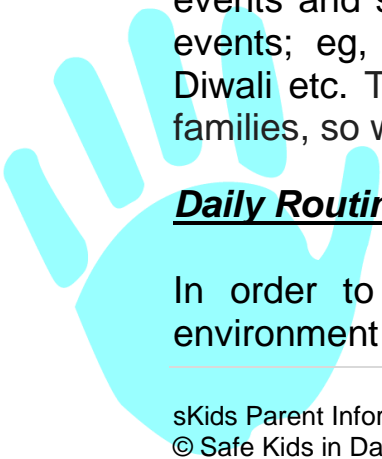 events and s
events; eg,
Diwali etc. T
families, so w
Daily Routin
In order to
environment
sKids Parent Infor
© Safe Kids in Da